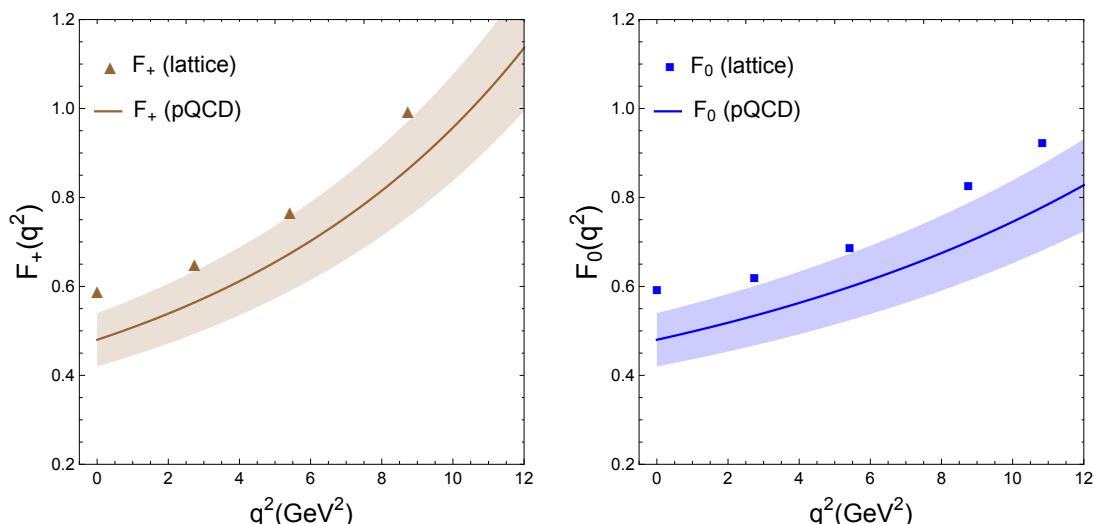 1.2
1.0
0.8
0.6
0.4
0.2
0 2 4 6 8 10 12
F₊(q²)
q²(GeV²)
F₊ (lattice)
F₊ (pQCD)
1.2
1.0
0.8
0.6
0.4
0.2
0 2 4 6 8 10 12
F₀(q²)
q²(GeV²)
F₀ (lattice)
F₀ (pQCD)